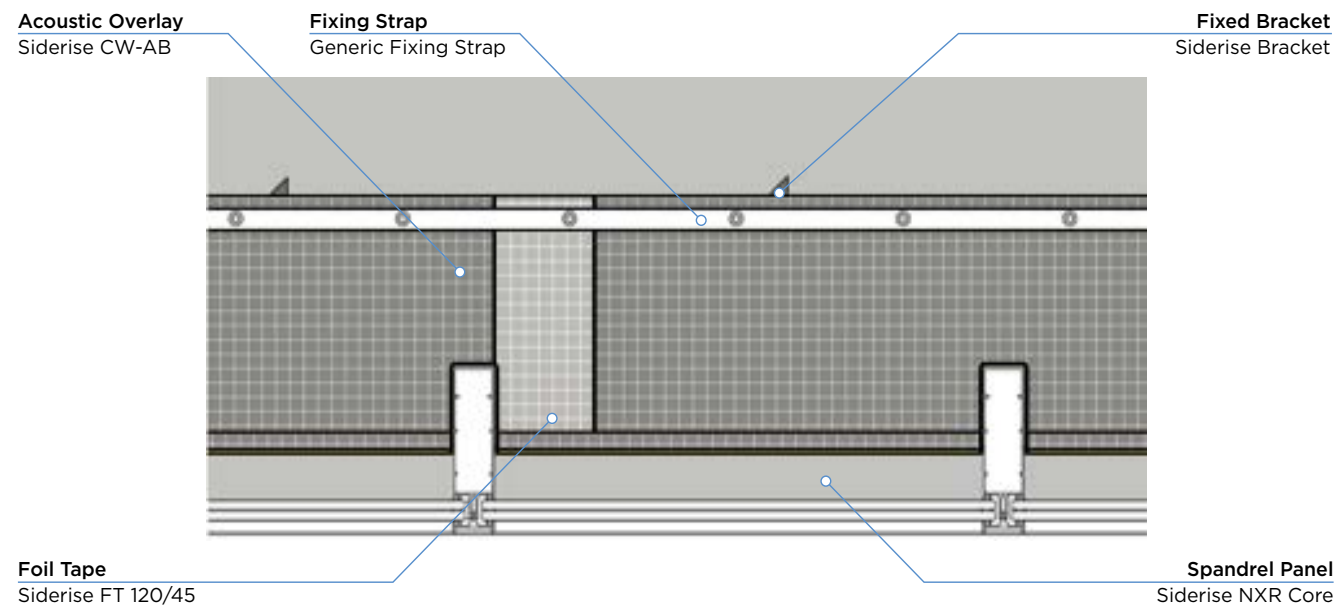 Acoustic Overlay
Siderise CW-AB
Fixing Strap
Generic Fixing Strap
Fixed Bracket
Siderise Bracket
Foil Tape
Siderise FT 120/45
Spandrel Panel
Siderise NXR Core